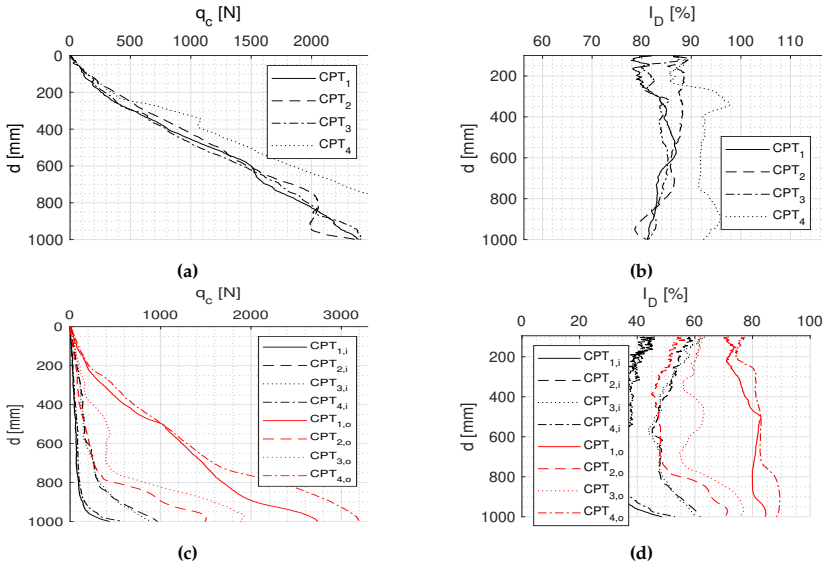 q_c [N]
0 500 1000 1500 2000
0
200
400
600
800
1000
d [mm]
CPT_1
CPT_2
CPT_3
CPT_4
(a)
I_D [%]
60 70 80 90 100 110
200
400
600
800
1000
d [mm]
CPT_1
CPT_2
CPT_3
CPT_4
(b)
q_c [N]
0 1000 2000 3000
0
200
400
600
800
1000
d [mm]
CPT_1,i
CPT_2,i
CPT_3,i
CPT_4,i
CPT_1,o
CPT_2,o
CPT_3,o
CPT_4,o
(c)
I_D [%]
0 20 40 60 80 100
200
400
600
800
1000
d [mm]
CPT_1,i
CPT_2,i
CPT_3,i
CPT_4,i
CPT_1,o
CPT_2,o
CPT_3,o
CPT_4,o
(d)